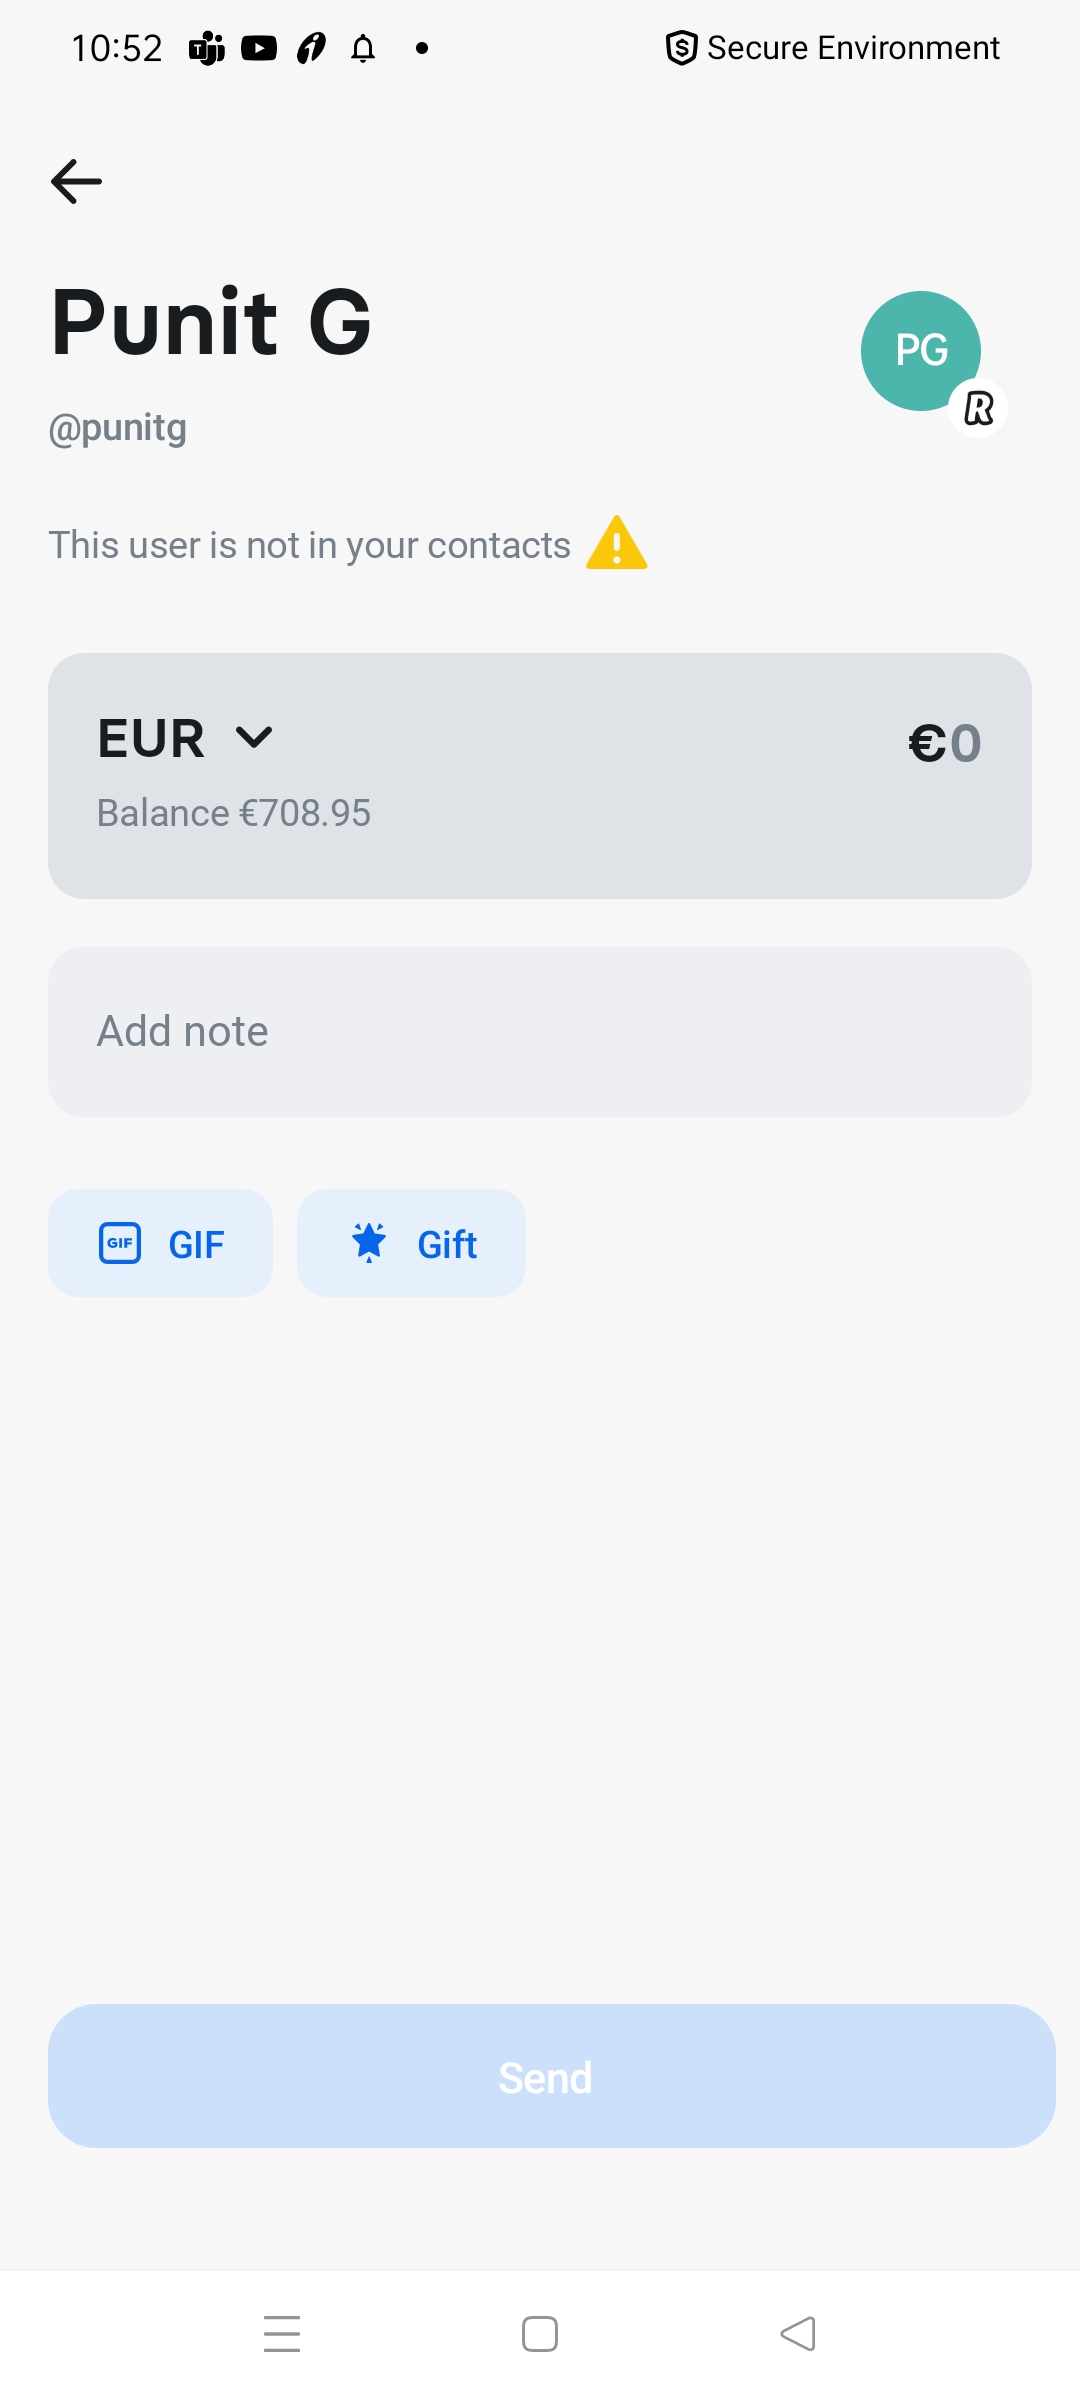 10:52
Secure Environment
Punit G
PG
R
@punitg
This user is not in your contacts
EUR
€0
Balance €708.95
Add note
GIF GIF
Gift
Send